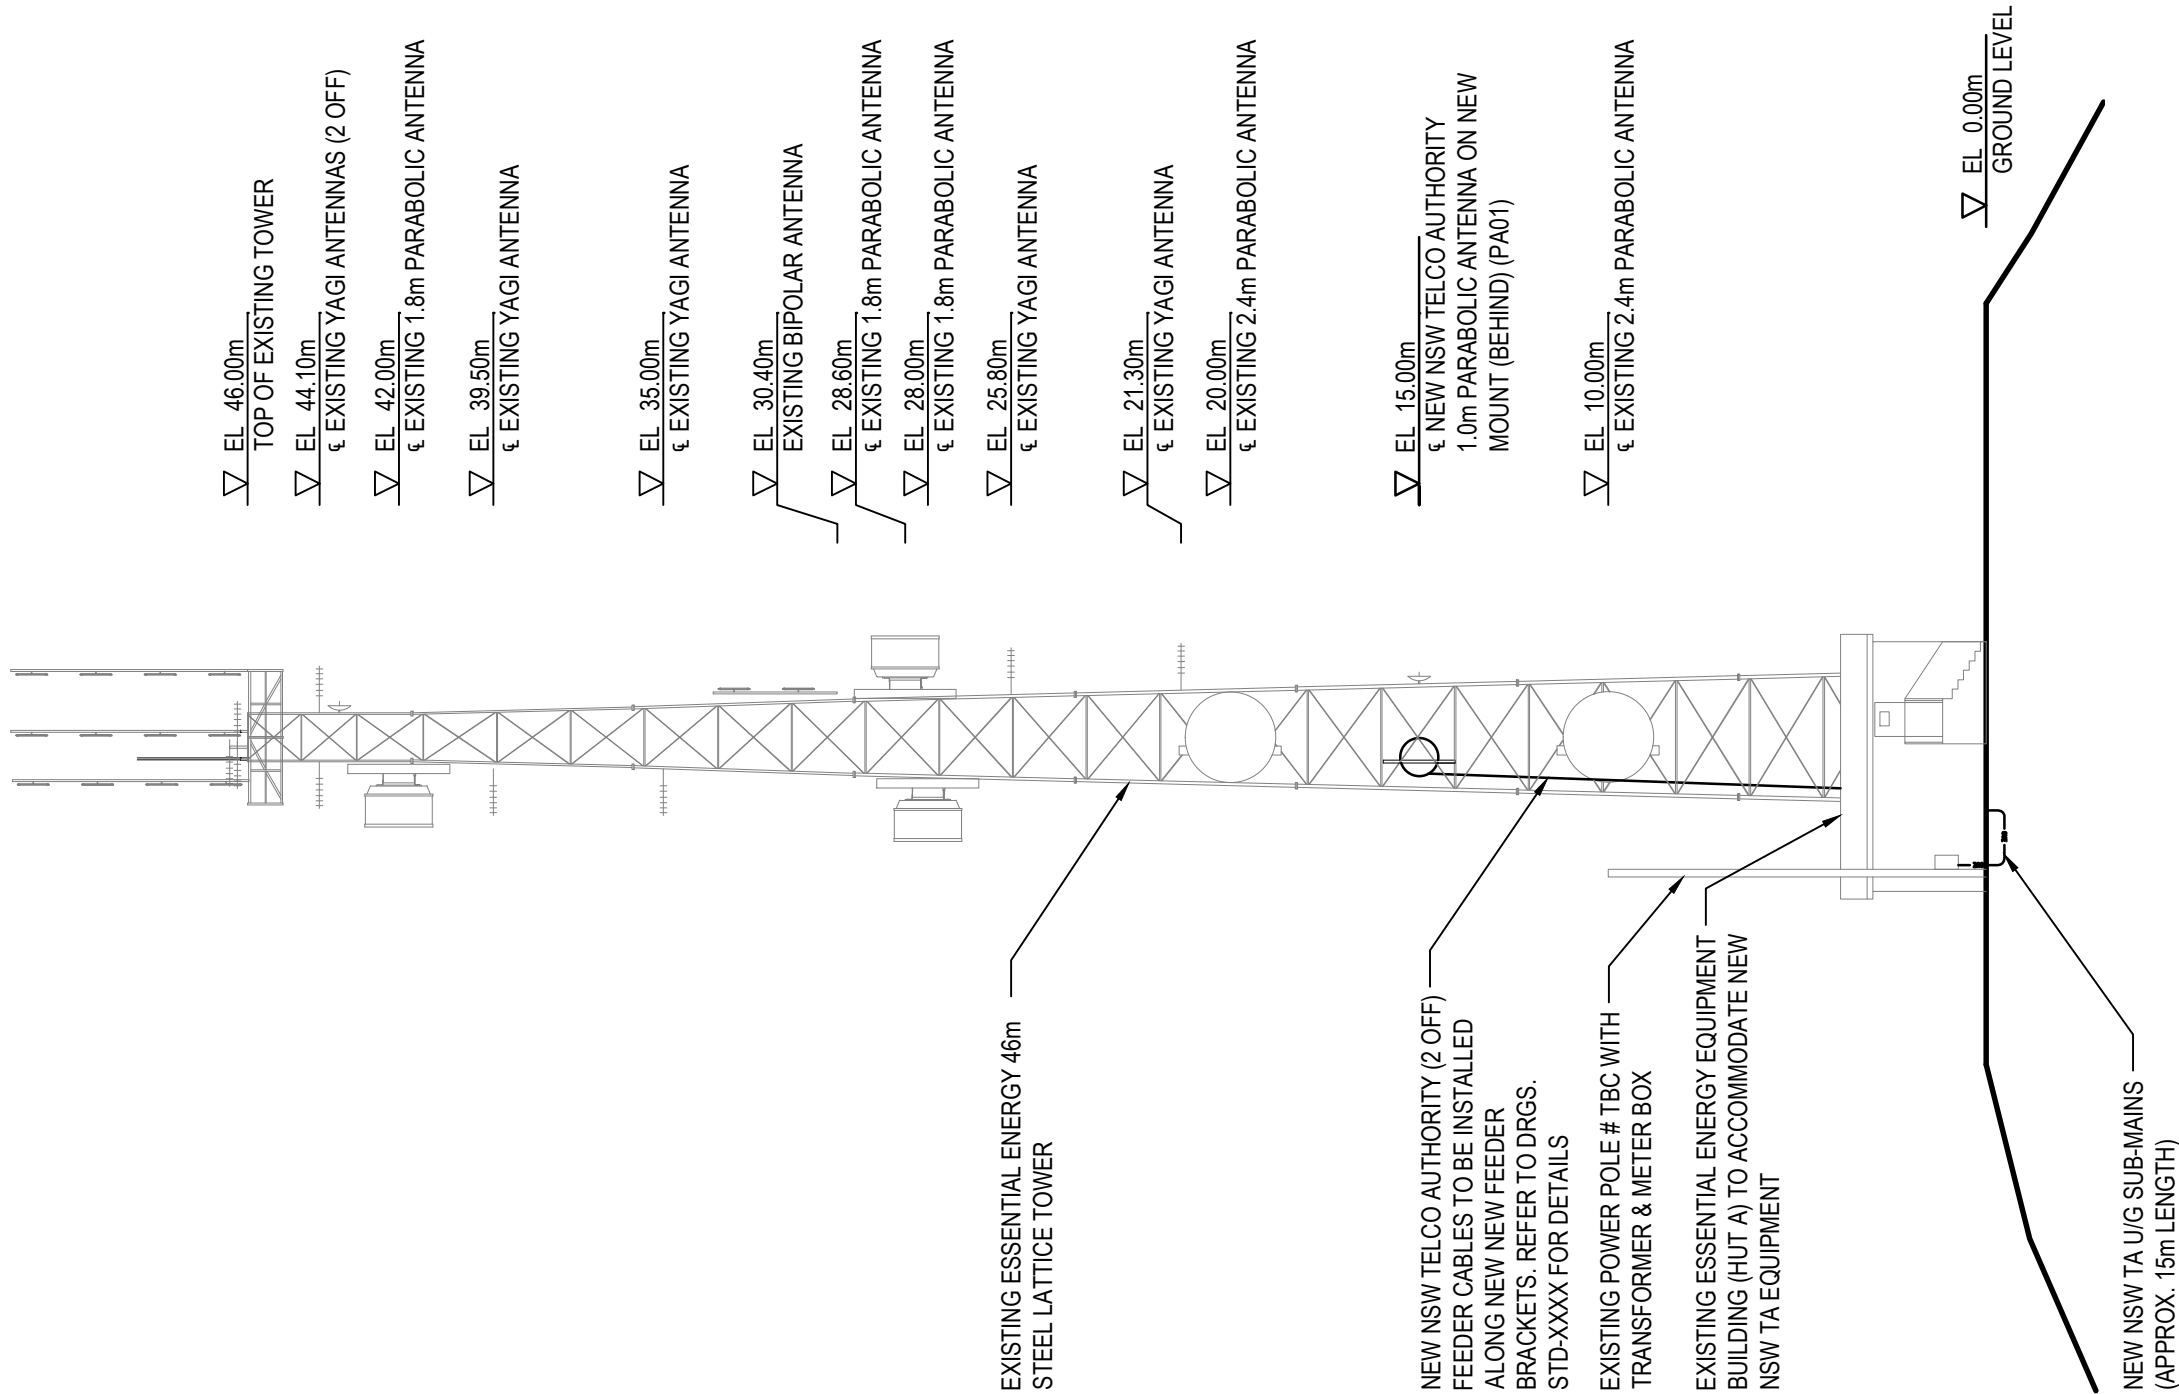 EL 46.00m
TOP OF EXISTING TOWER
EL 44.10m
℄ EXISTING YAGI ANTENNAS (2 OFF)
EL 42.00m
℄ EXISTING 1.8m PARABOLIC ANTENNA
EL 39.50m
℄ EXISTING YAGI ANTENNA
EL 35.00m
℄ EXISTING YAGI ANTENNA
EL 30.40m
EXISTING BIPOLAR ANTENNA
EL 28.60m
℄ EXISTING 1.8m PARABOLIC ANTENNA
EL 28.00m
℄ EXISTING 1.8m PARABOLIC ANTENNA
EL 25.80m
℄ EXISTING YAGI ANTENNA
EL 21.30m
℄ EXISTING YAGI ANTENNA
EL 20.00m
℄ EXISTING 2.4m PARABOLIC ANTENNA
EL 15.00m
℄ NEW NSW TELCO AUTHORITY
1.0m PARABOLIC ANTENNA ON NEW
MOUNT (BEHIND) (PA01)
EL 10.00m
℄ EXISTING 2.4m PARABOLIC ANTENNA
EL 0.00m
GROUND LEVEL
EXISTING ESSENTIAL ENERGY 46m
STEEL LATTICE TOWER
NEW NSW TELCO AUTHORITY (2 OFF)
FEEDER CABLES TO BE INSTALLED
ALONG NEW NEW FEEDER
BRACKETS. REFER TO DRGS.
STD-XXXX FOR DETAILS
EXISTING POWER POLE # TBC WITH
TRANSFORMER & METER BOX
EXISTING ESSENTIAL ENERGY EQUIPMENT
BUILDING (HUT A) TO ACCOMMODATE NEW
NSW TA EQUIPMENT
NEW NSW TA U/G SUB-MAINS
(APPROX. 15m LENGTH)